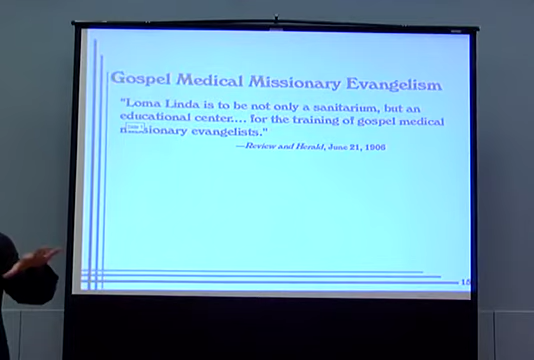 Gospel Medical Missionary Evangelism
"Loma Linda is to be not only a sanitarium, but an
educational center.... for the training of gospel medical
missionary evangelists."
—Review and Herald, June 21, 1906